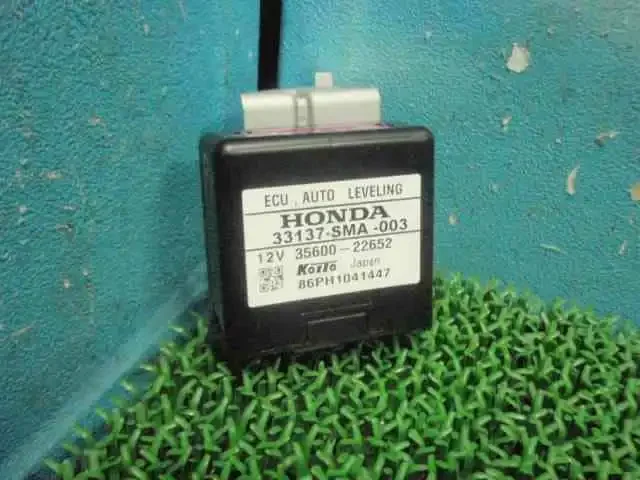 ECU, AUTO LEVELING
HONDA
33137-SMA-003
12V 35600-22652
Koito Japan
86PH1041447